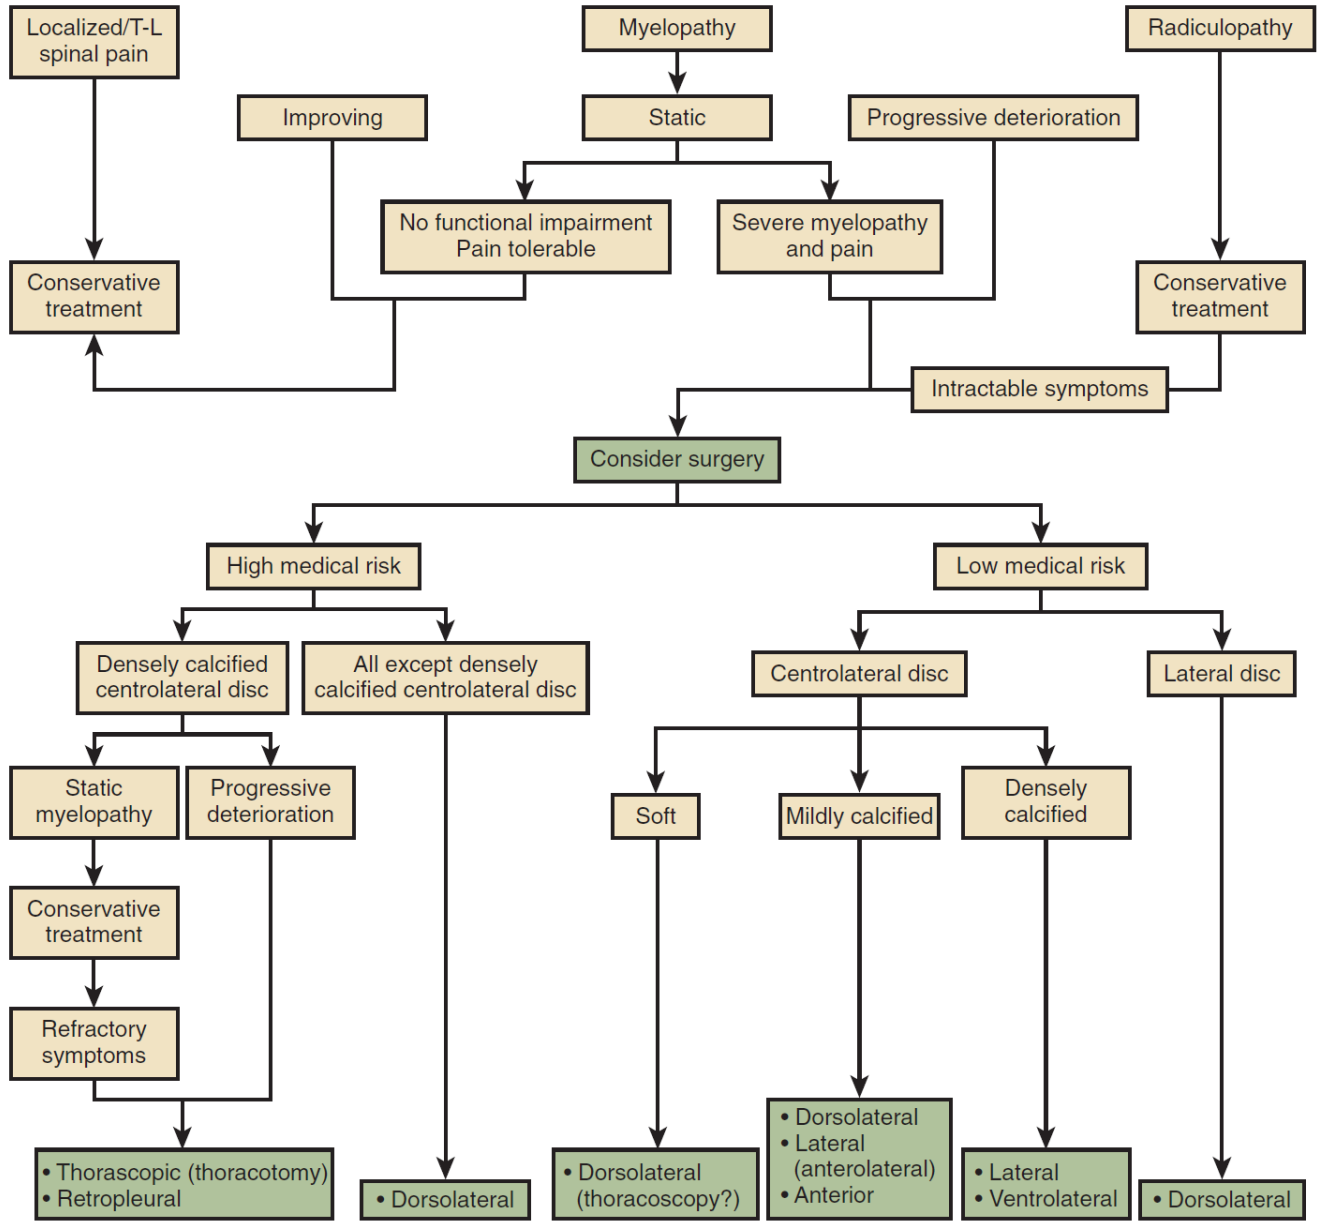 Localized/T-L
spinal pain
Myelopathy
Radiculopathy
Improving
Static
Progressive deterioration
No functional impairment
Pain tolerable
Severe myelopathy
and pain
Conservative
treatment
Conservative
treatment
Intractable symptoms
Consider surgery
High medical risk
Low medical risk
Densely calcified
centrolateral disc
All except densely
calcified centrolateral disc
Centrolateral disc
Lateral disc
Static
myelopathy
Progressive
deterioration
Soft
Mildly calcified
Densely
calcified
Conservative
treatment
Refractory
symptoms
• Thorascopic (thoracotomy)
• Retropleural
• Dorsolateral
• Dorsolateral
(thoracoscopy?)
• Dorsolateral
• Lateral
(anterolateral)
• Anterior
• Lateral
• Ventrolateral
• Dorsolateral